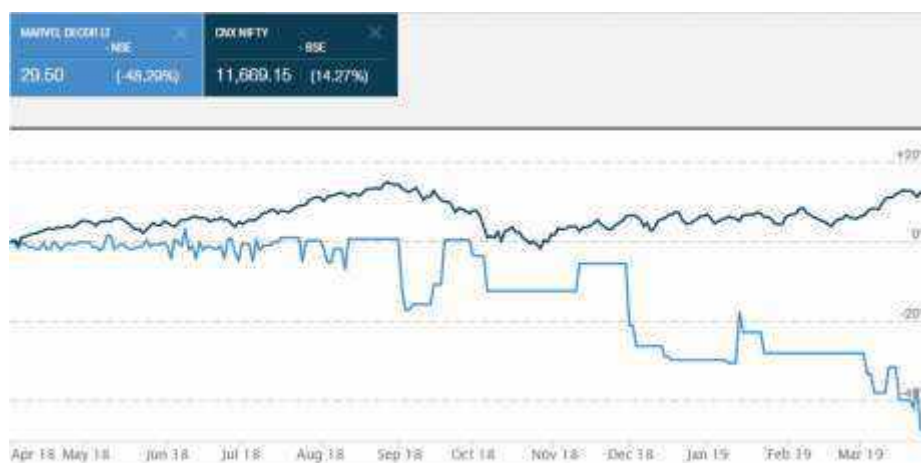 MARVEL DECOR LT
- NSE
29.50 (-48.29%)
CNX NIFTY
- BSE
11,669.15 (14.27%)
+20
0
-20
-40
Apr 18 May 18 Jun 18 Jul 18 Aug 18 Sep 18 Oct 18 Nov 18 Dec 18 Jan 19 Feb 19 Mar 19